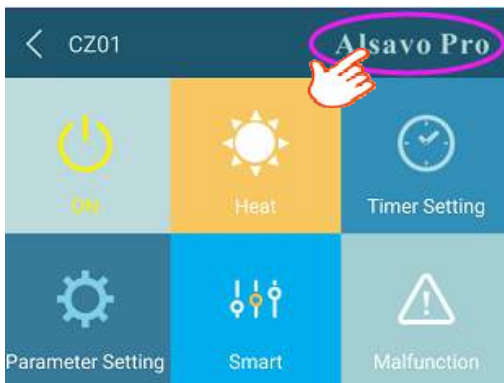 CZ01 Alsavo Pro
ON Heat Timer Setting
Parameter Setting Smart Malfunction